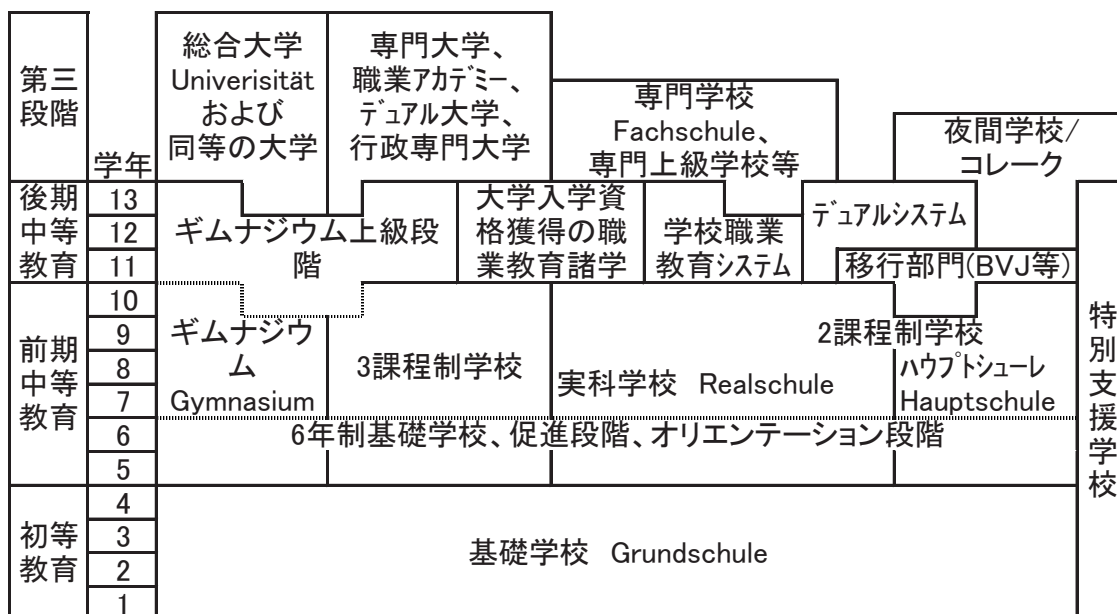 第三
段階
学年
総合大学
Univerisität
および
同等の大学
専門大学、
職業アカデミー、
デュアル大学、
行政専門大学
専門学校
Fachschule、
専門上級学校等
夜間学校/
コレーク
後期
中等
教育
13
12
11
ギムナジウム上級段
階
大学入学資
格獲得の職
業教育諸学
学校職業
教育システム
デュアルシステム
移行部門(BVJ等)
前期
中等
教育
10
9
8
7
6
5
ギムナジウ
ム
Gymnasium
3課程制学校
実科学校 Realschule
2課程制学校
ハウプトシューレ
Hauptschule
6年制基礎学校、促進段階、オリエンテーション段階
初等
教育
4
3
2
1
基礎学校 Grundschule
特
別
支
援
学
校